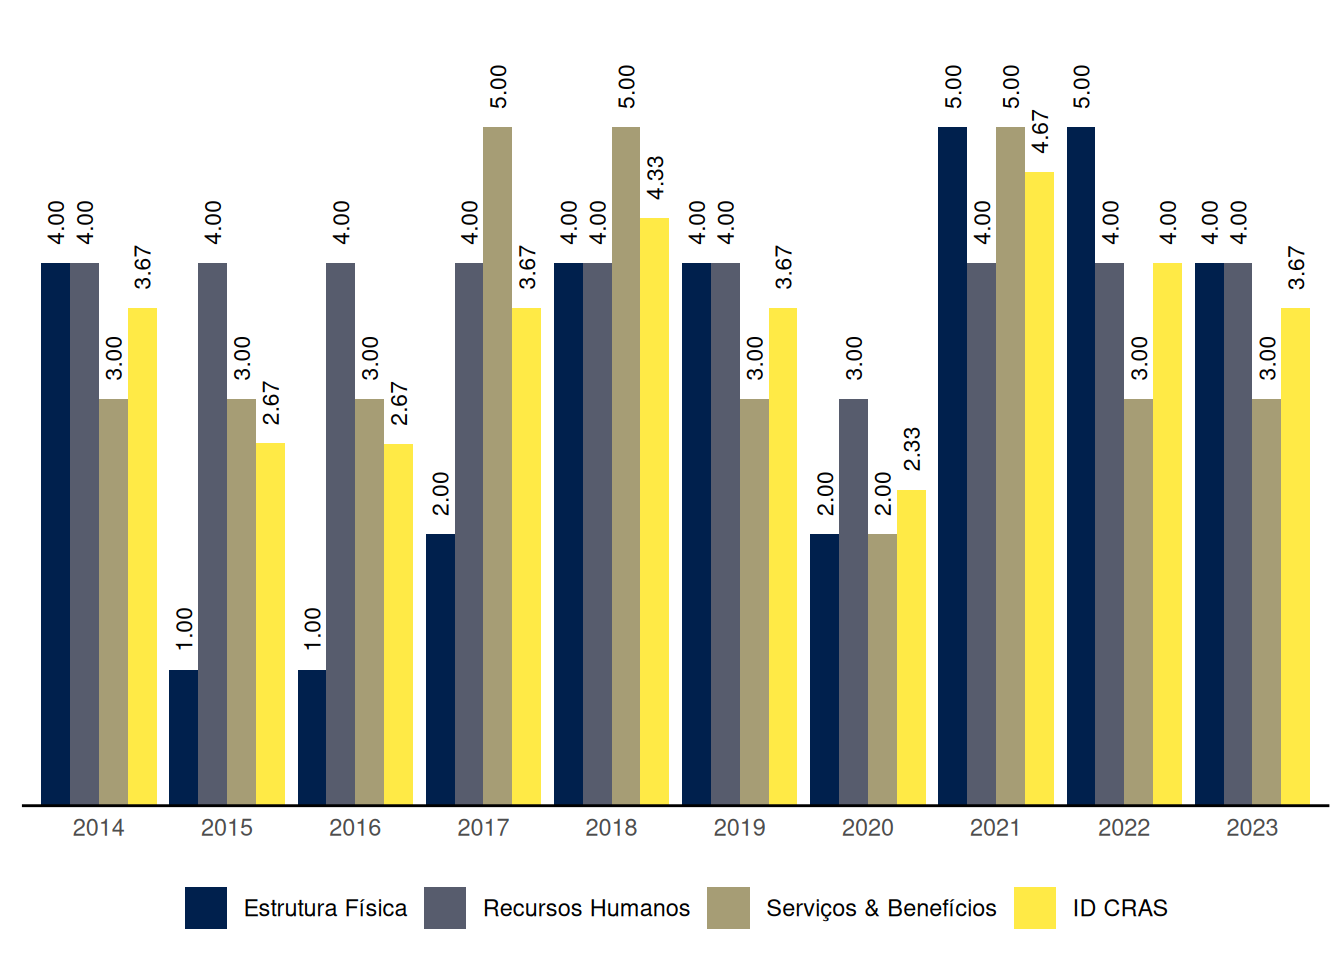 4.00 4.00 3.00 3.67
1.00 4.00 3.00 2.67
1.00 4.00 3.00 2.67
2.00 4.00 5.00 3.67
4.00 4.00 5.00 4.33
4.00 4.00 3.00 3.67
2.00 3.00 2.00 2.33
5.00 4.00 5.00 4.67
5.00 4.00 3.00 4.00
4.00 4.00 3.00 3.67
2014 2015 2016 2017 2018 2019 2020 2021 2022 2023
Estrutura Física Recursos Humanos Serviços & Benefícios ID CRAS